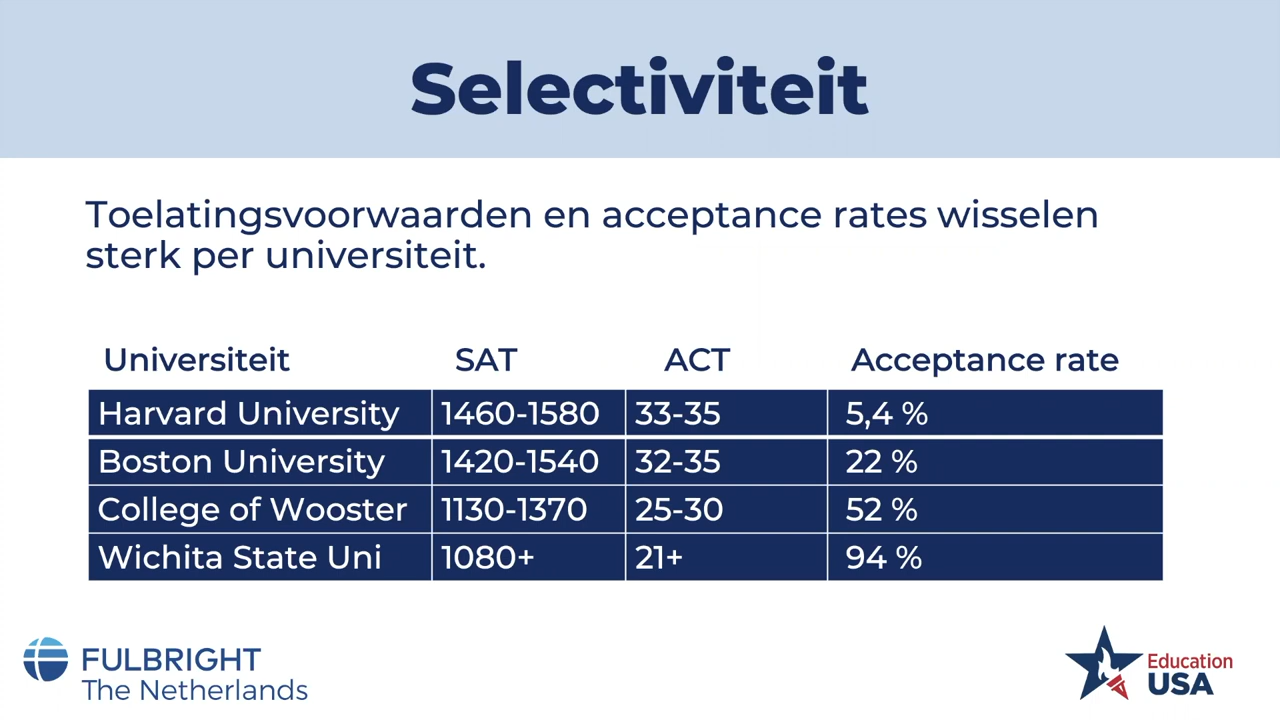 Selectiviteit
Toelatingsvoorwaarden en acceptance rates wisselen
sterk per universiteit.
Universiteit SAT ACT Acceptance rate
Harvard University 1460-1580 33-35 5,4 %
Boston University 1420-1540 32-35 22 %
College of Wooster 1130-1370 25-30 52 %
Wichita State Uni 1080+ 21+ 94 %
FULBRIGHT
The Netherlands
Education
USA